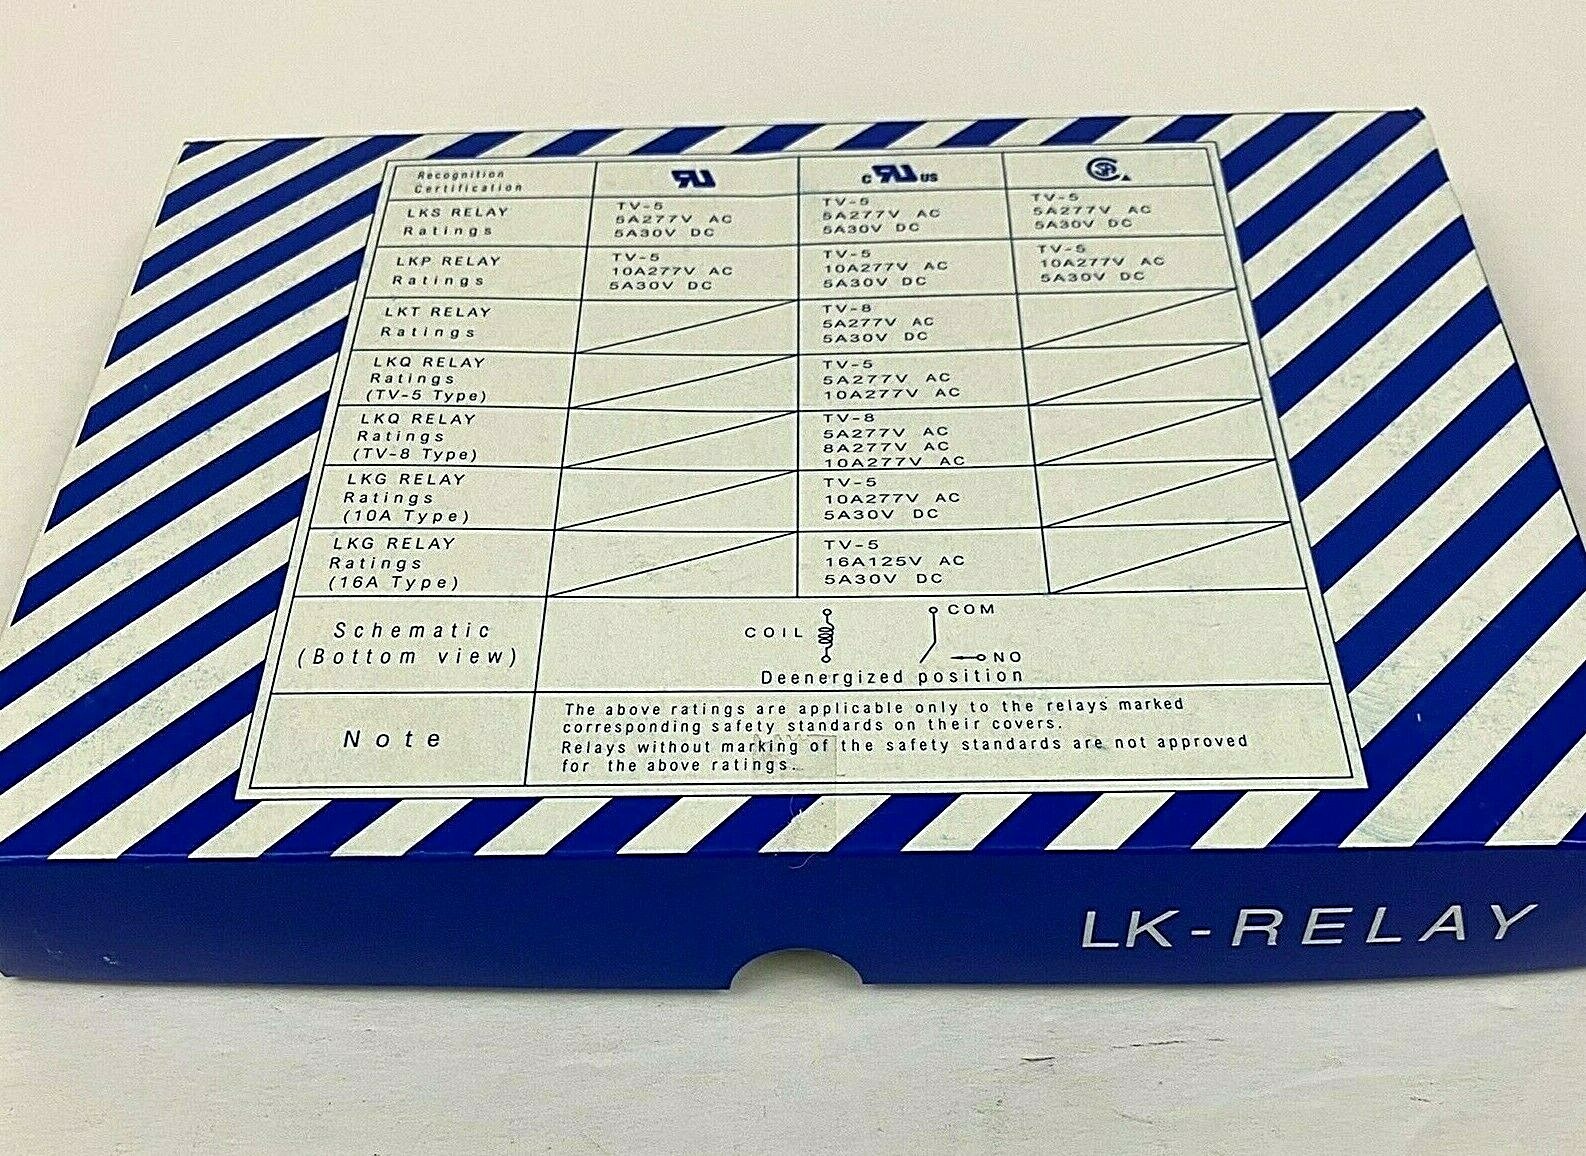 Recognition
Certification
c US
LKS RELAY
Ratings
TV-5
5A277V AC
5A30V DC
TV-5
5A277V AC
5A30V DC
TV-5
5A277V AC
5A30V DC
LKP RELAY
Ratings
TV-5
10A277V AC
5A30V DC
TV-5
10A277V AC
5A30V DC
TV-5
10A277V AC
5A30V DC
LKT RELAY
Ratings
TV-8
5A277V AC
5A30V DC
LKQ RELAY
Ratings
(TV-5 Type)
TV-5
5A277V AC
10A277V AC
LKQ RELAY
Ratings
(TV-8 Type)
TV-8
5A277V AC
8A277V AC
10A277V AC
LKG RELAY
Ratings
(10A Type)
TV-5
10A277V AC
5A30V DC
LKG RELAY
Ratings
(16A Type)
TV-5
16A125V AC
5A30V DC
Schematic
(Bottom view)
COIL
COM
NO
Deenergized position
Note
The above ratings are applicable only to the relays marked
corresponding safety standards on their covers.
Relays without marking of the safety standards are not approved
for the above ratings.
LK-RELAY